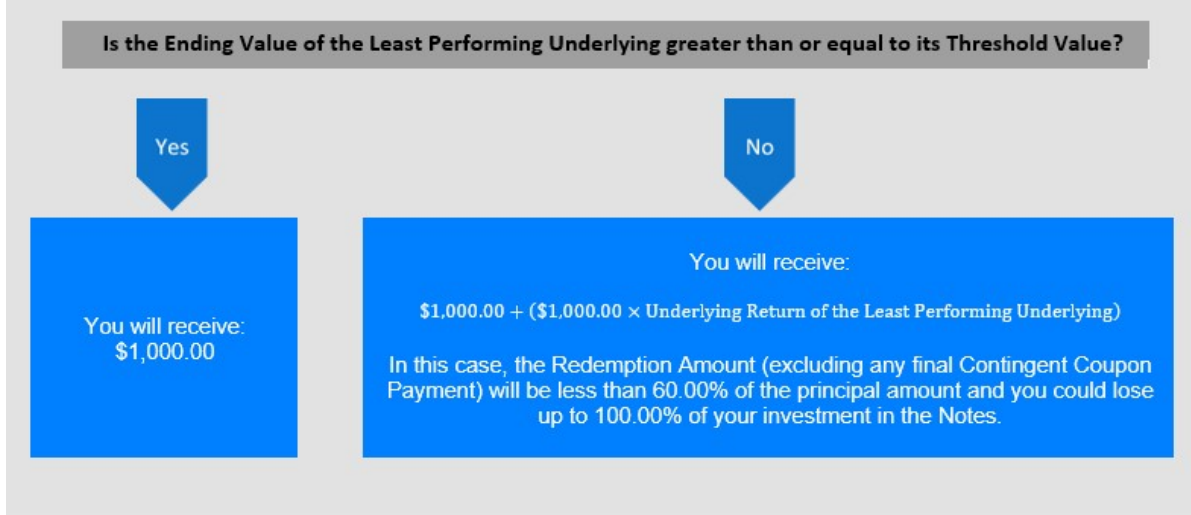 Is the Ending Value of the Least Performing Underlying greater than or equal to its Threshold Value?
Yes
No
You will receive:
$1,000.00
You will receive:
$1,000.00 + ($1,000.00 × Underlying Return of the Least Performing Underlying)
In this case, the Redemption Amount (excluding any final Contingent Coupon
Payment) will be less than 60.00% of the principal amount and you could lose
up to 100.00% of your investment in the Notes.